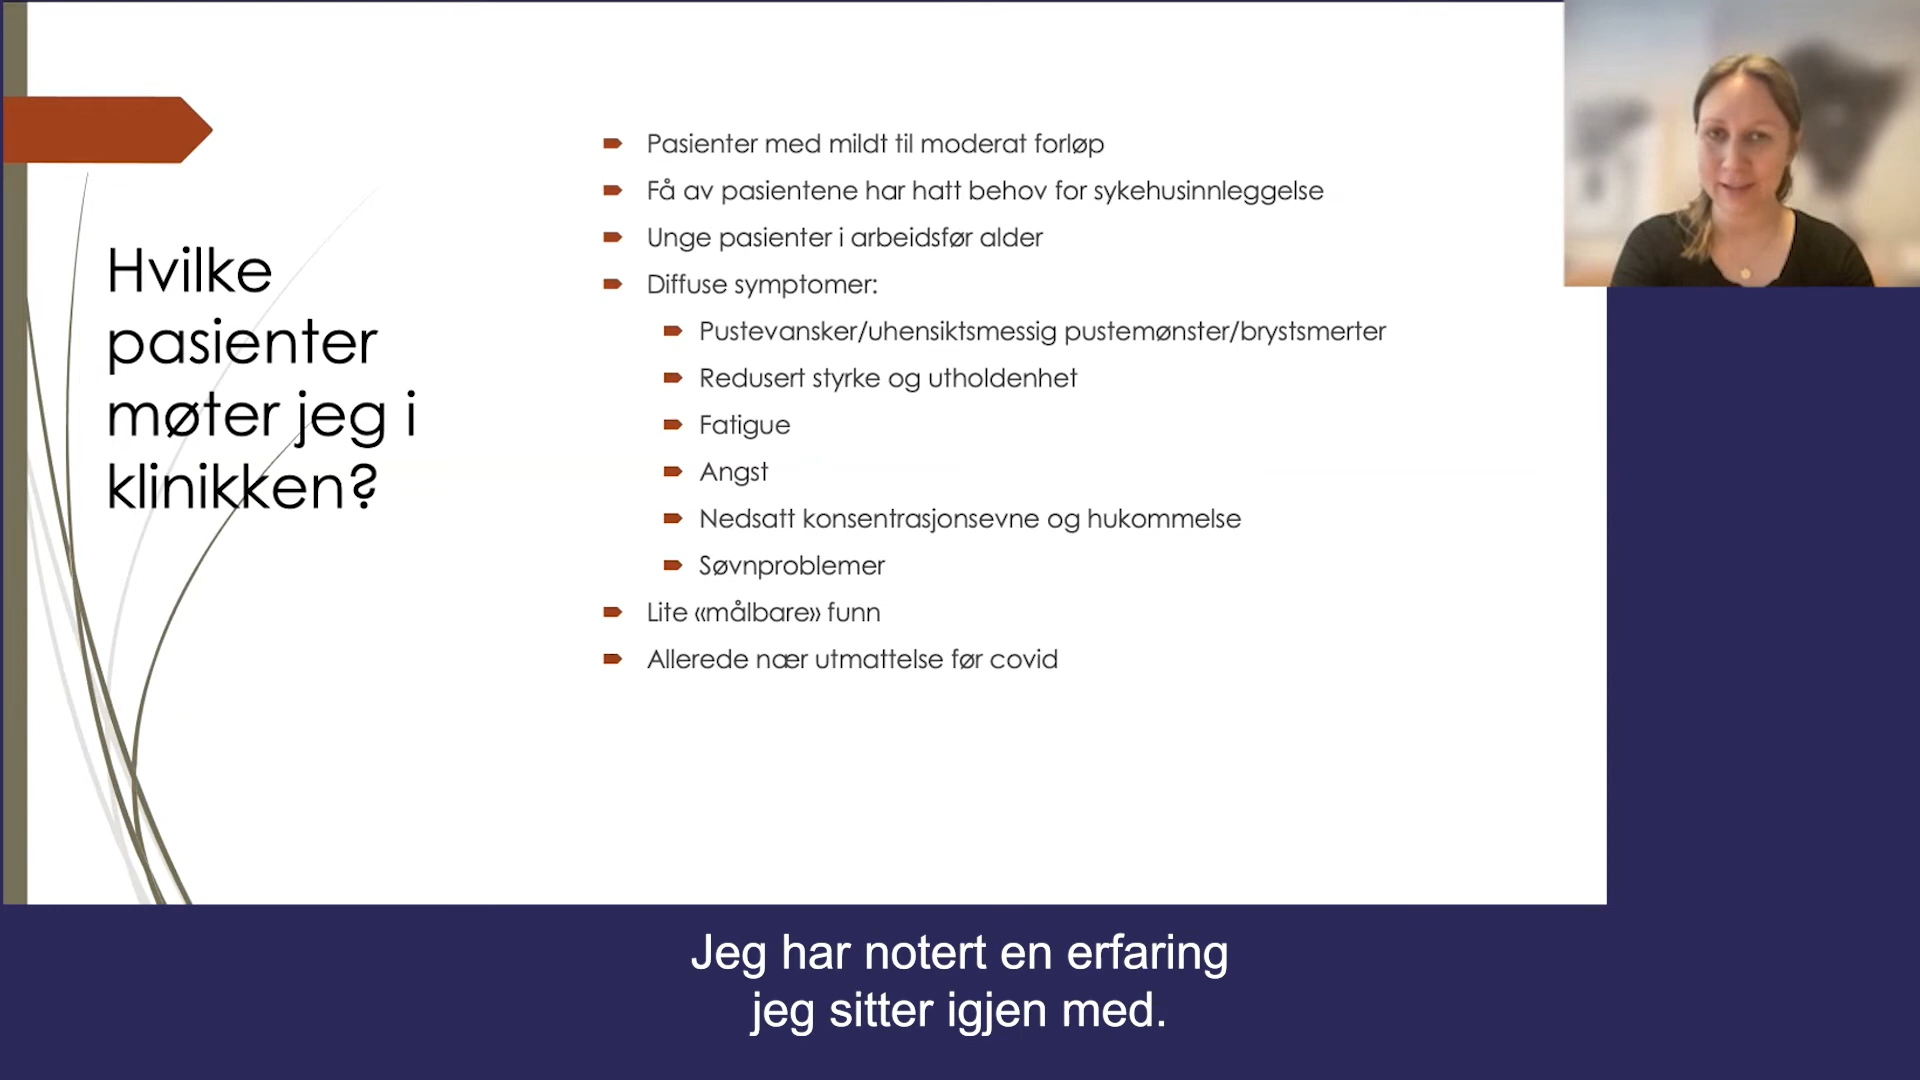 Hvilke
pasienter
møter jeg i
klinikken?
Pasienter med mildt til moderat forløp
Få av pasientene har hatt behov for sykehusinnleggelse
Unge pasienter i arbeidsfør alder
Diffuse symptomer:
Pustevansker/uhensiktsmessig pustemønster/brystsmerter
Redusert styrke og utholdenhet
Fatigue
Angst
Nedsatt konsentrasjonsevne og hukommelse
Søvnproblemer
Lite «målbare» funn
Allerede nær utmattelse før covid
Jeg har notert en erfaring
jeg sitter igjen med.